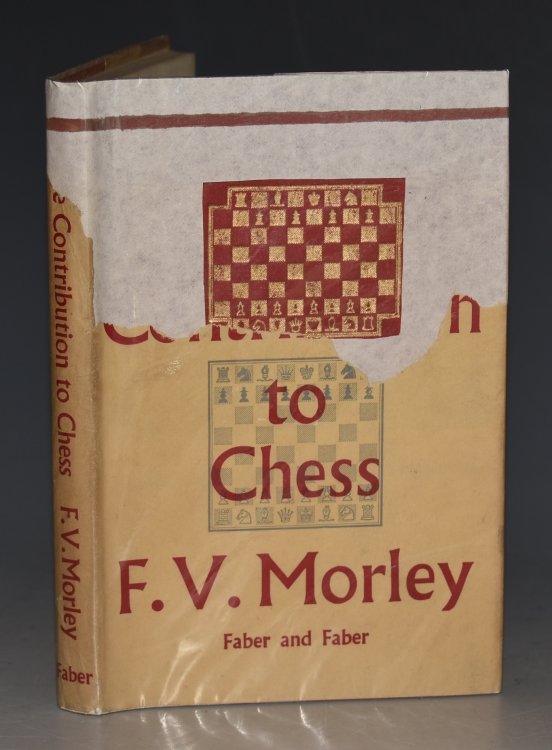 Contribution to Chess F. V. Morley
Faber
n
to
Chess
F. V. Morley
Faber and Faber